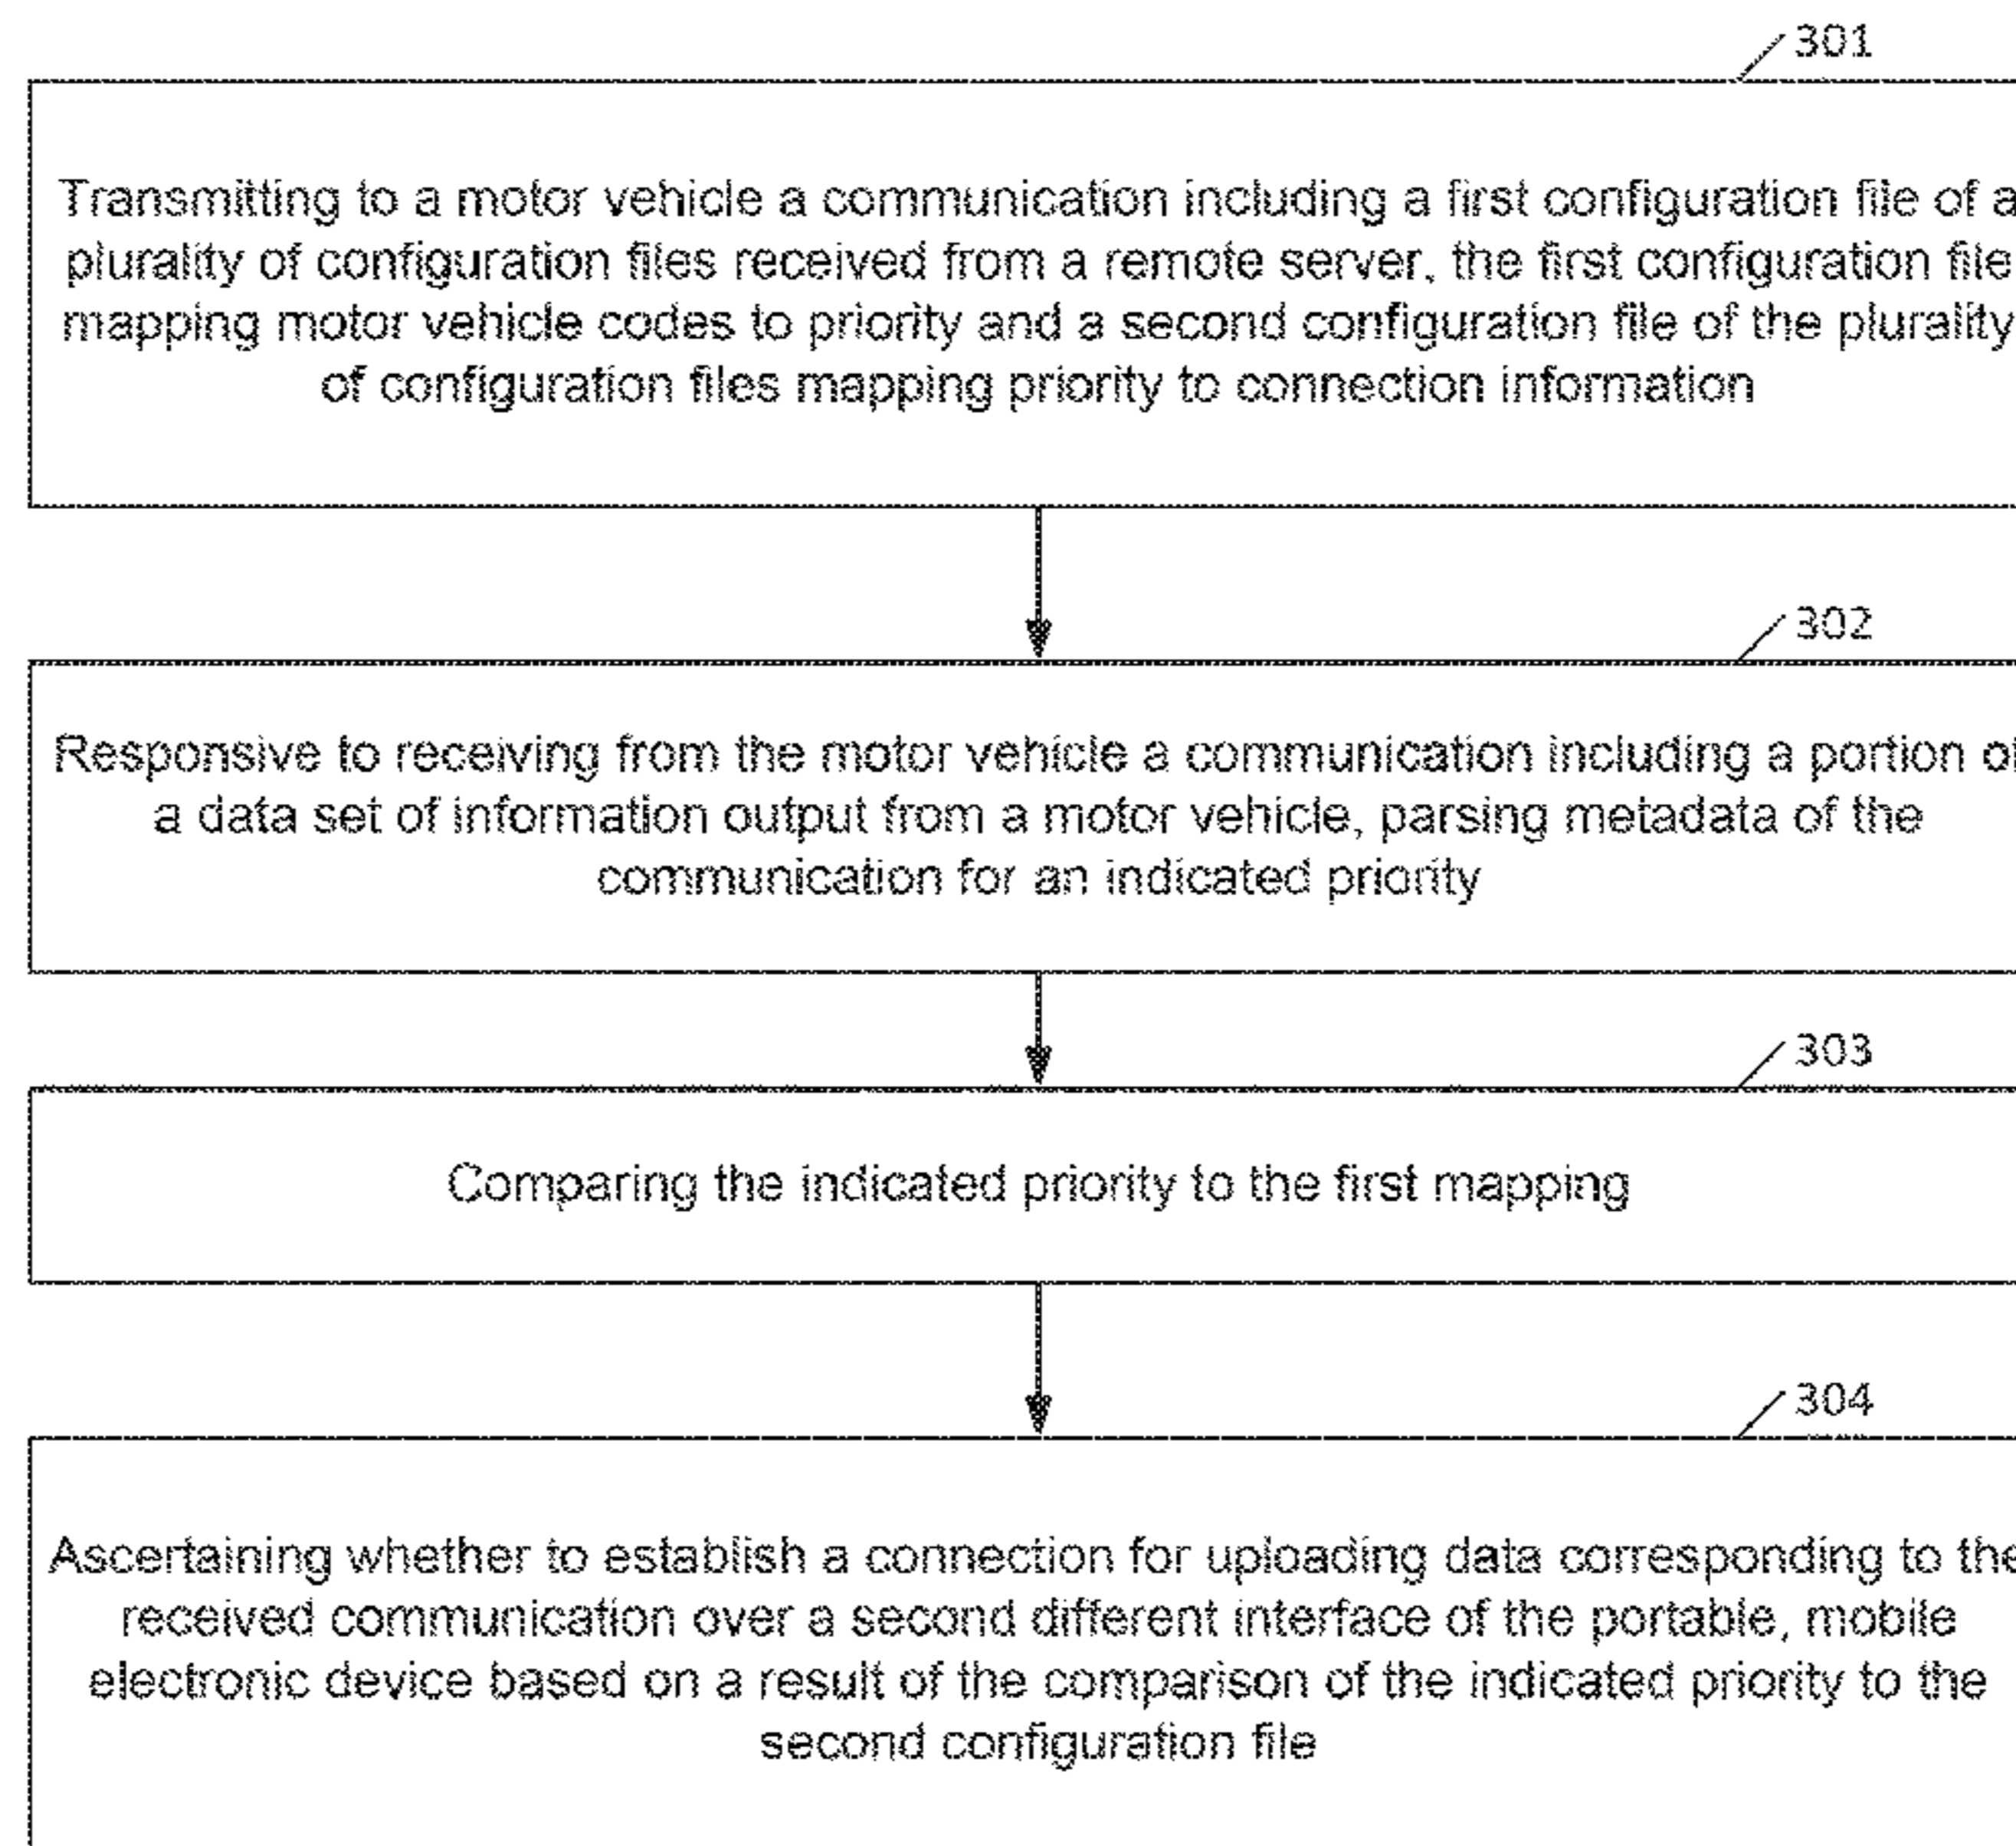 301
Transmitting to a motor vehicle a communication including a first configuration file of a
plurality of configuration files received from a remote server, the first configuration file
mapping motor vehicle codes to priority and a second configuration file of the plurality
of configuration files mapping priority to connection information
302
Responsive to receiving from the motor vehicle a communication including a portion of
a data set of information output from a motor vehicle, parsing metadata of the
communication for an indicated priority
303
Comparing the indicated priority to the first mapping
304
Ascertaining whether to establish a connection for uploading data corresponding to the
received communication over a second different interface of the portable, mobile
electronic device based on a result of the comparison of the indicated priority to the
second configuration file